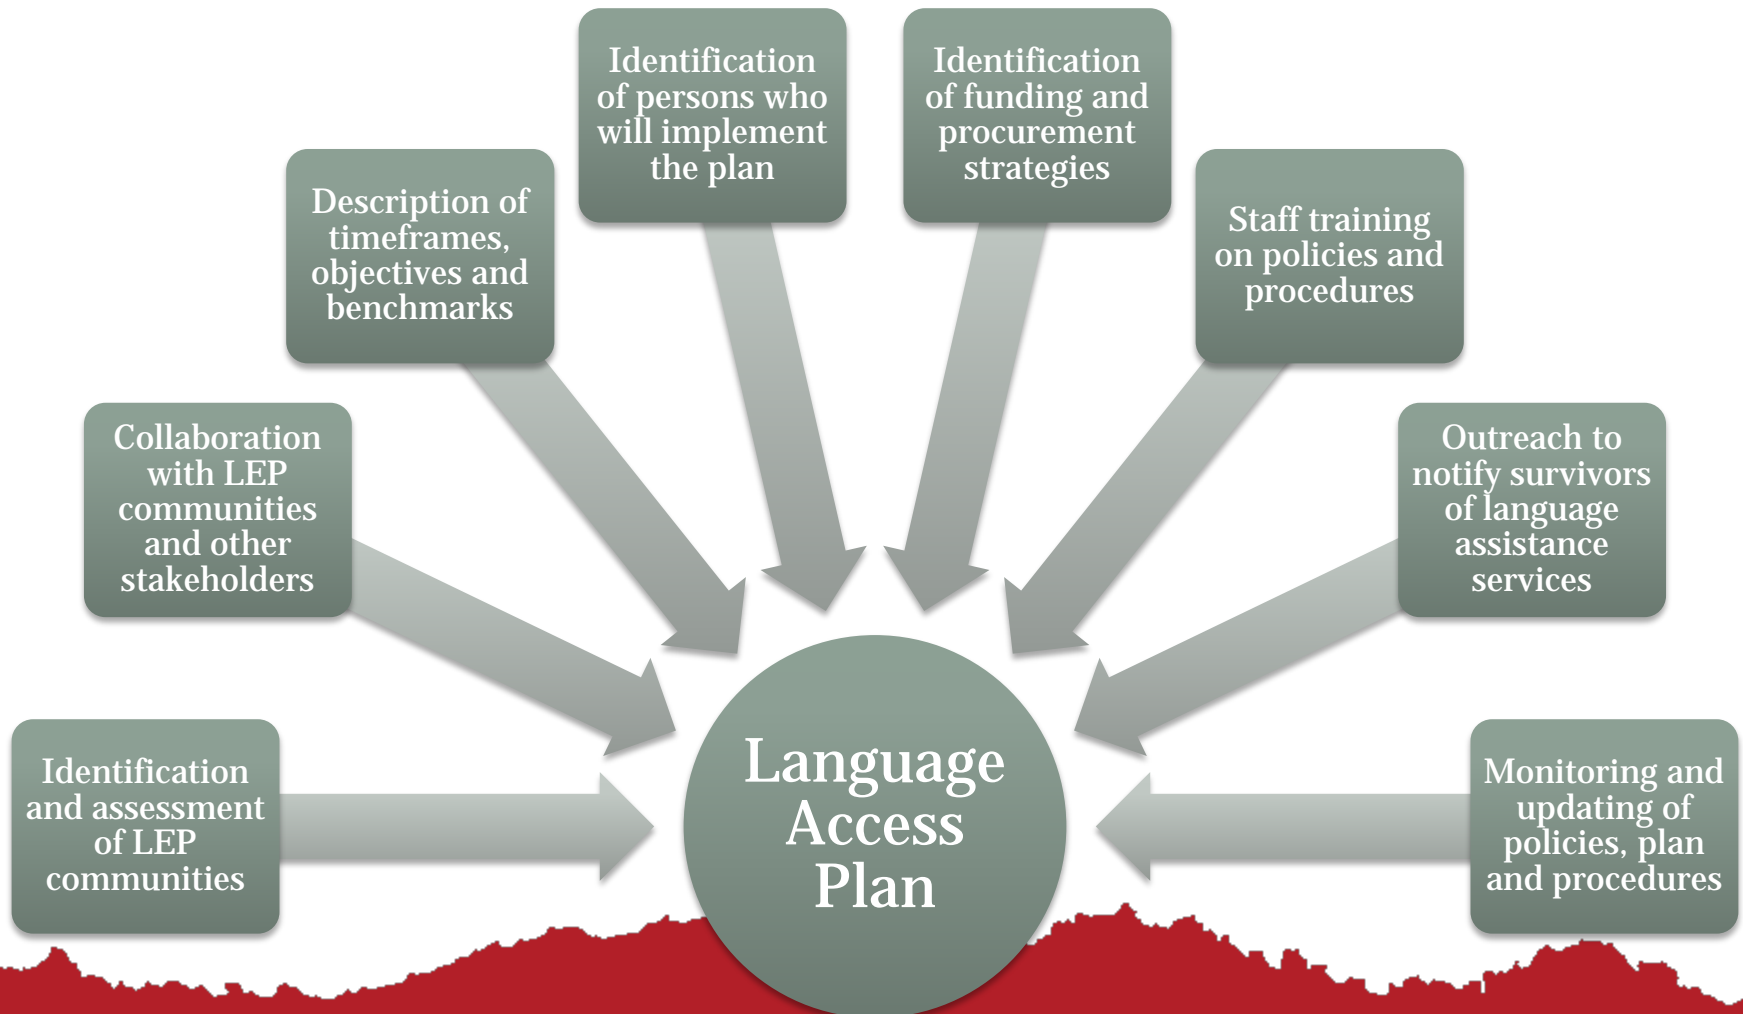 Identification
of persons who
will implement
the plan
Identification
of funding and
procurement
strategies
Description of
timeframes,
objectives and
benchmarks
Staff training
on policies and
procedures
Collaboration
with LEP
communities
and other
stakeholders
Outreach to
notify survivors
of language
assistance
services
Identification
and assessment
of LEP
communities
Language
Access
Plan
Monitoring and
updating of
policies, plan
and procedures